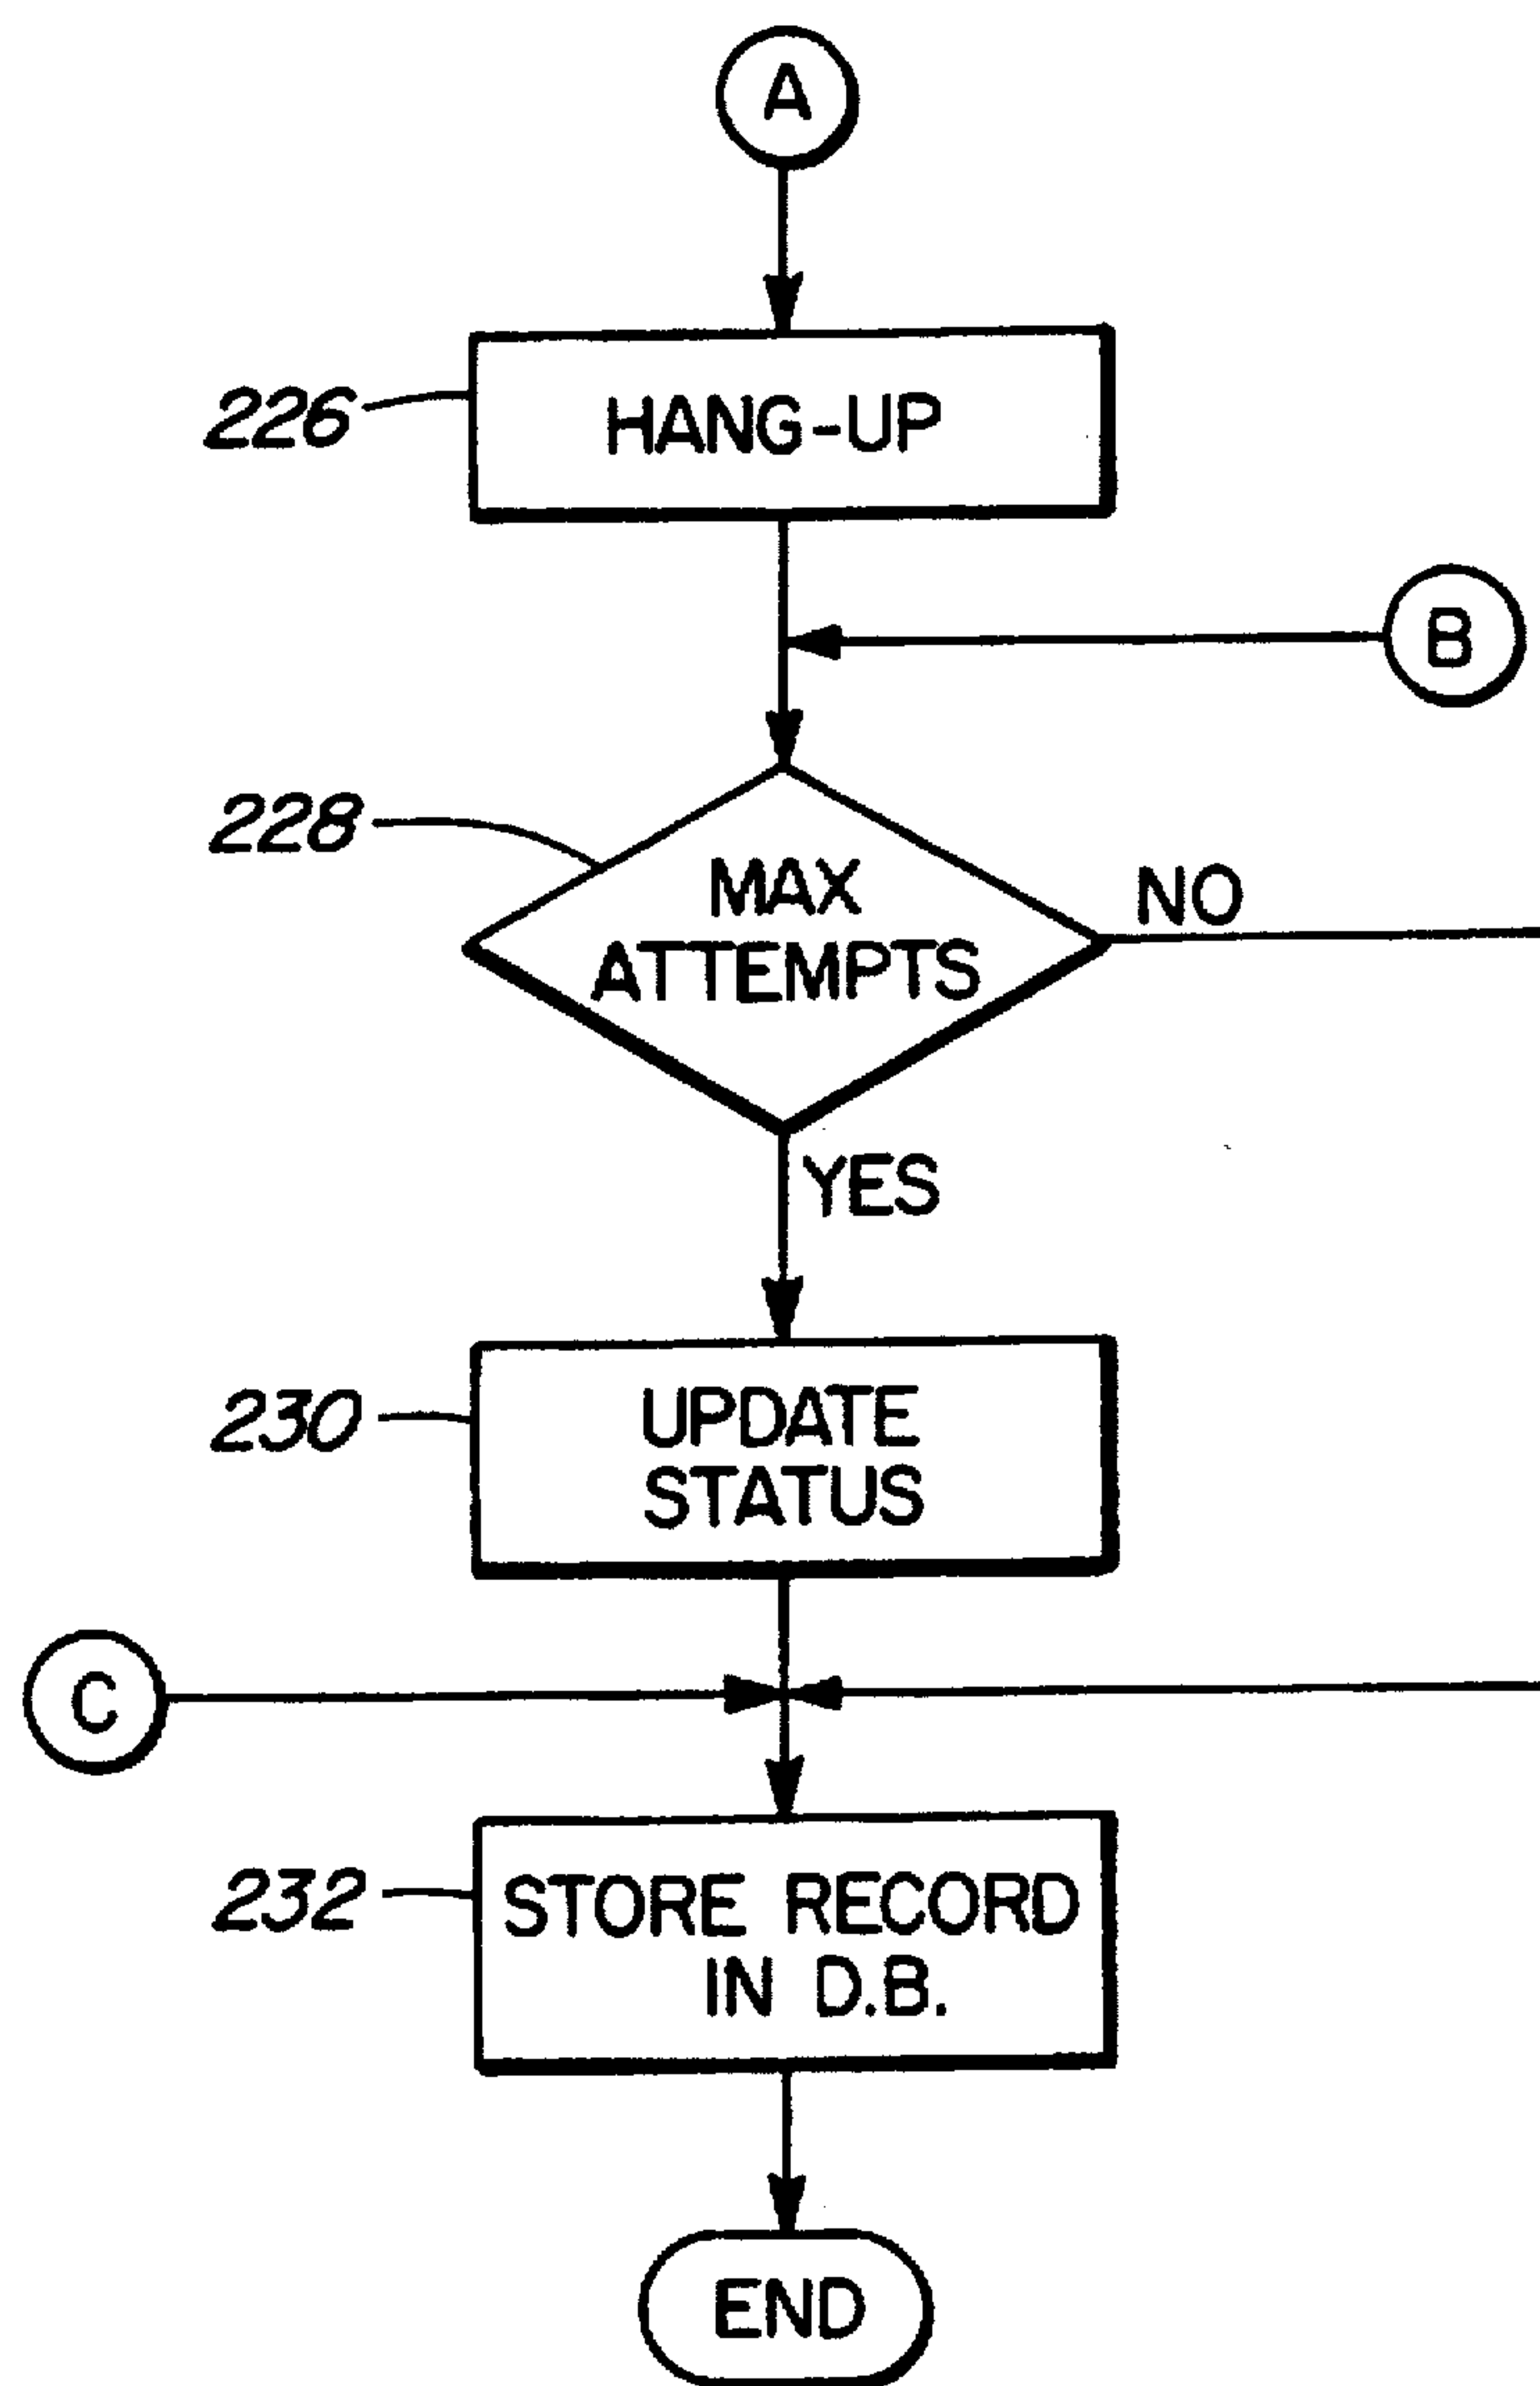 A
226
HANG-UP
B
228
MAX
ATTEMPTS
NO
YES
230
UPDATE
STATUS
C
232
STORE RECORD
IN D.B.
END